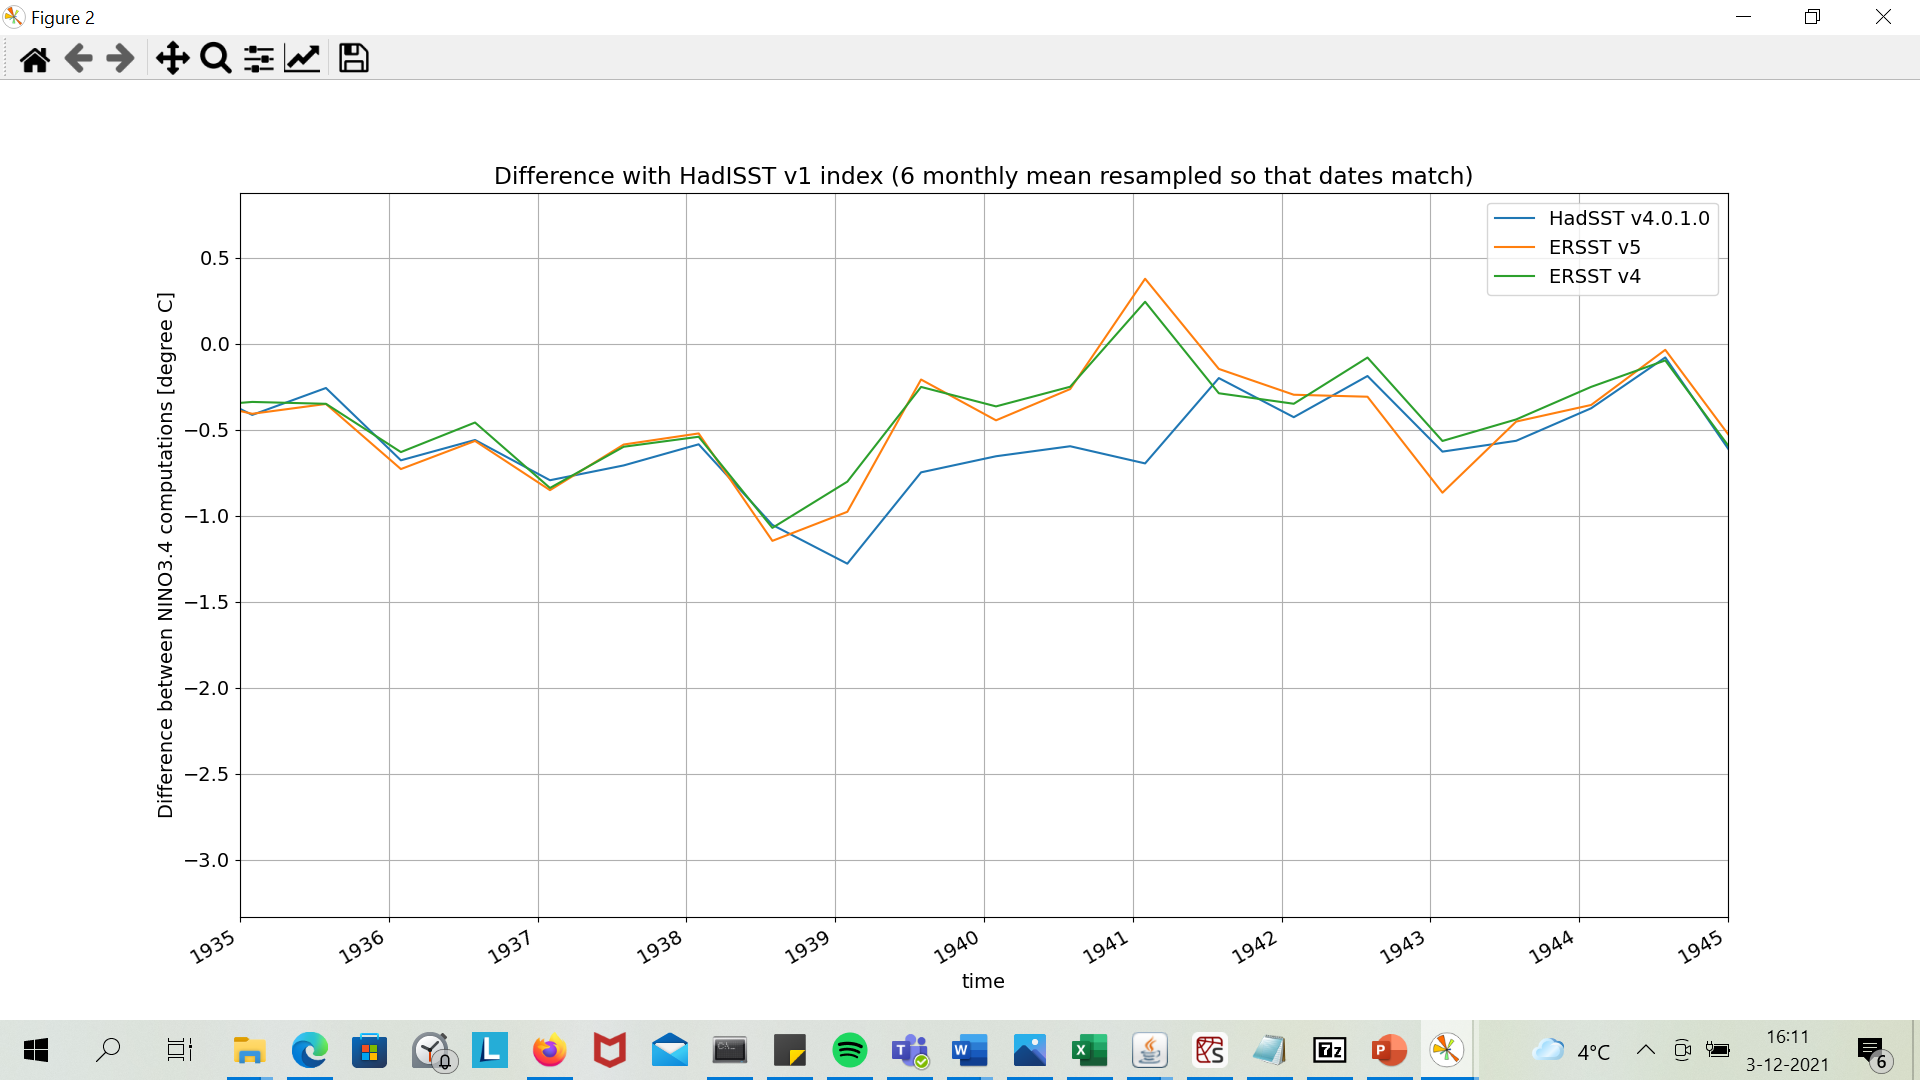 Figure 2
Difference with HadISST v1 index (6 monthly mean resampled so that dates match)
HadSST v4.0.1.0
ERSST v5
ERSST v4
Difference between NINO3.4 computations [degree C]
0.5
0.0
−0.5
−1.0
−1.5
−2.0
−2.5
−3.0
1935 1936 1937 1938 1939 1940 1941 1942 1943 1944 1945
time
4°C
16:11
3-12-2021
6
L
T
W
X
7z
P
C:\_